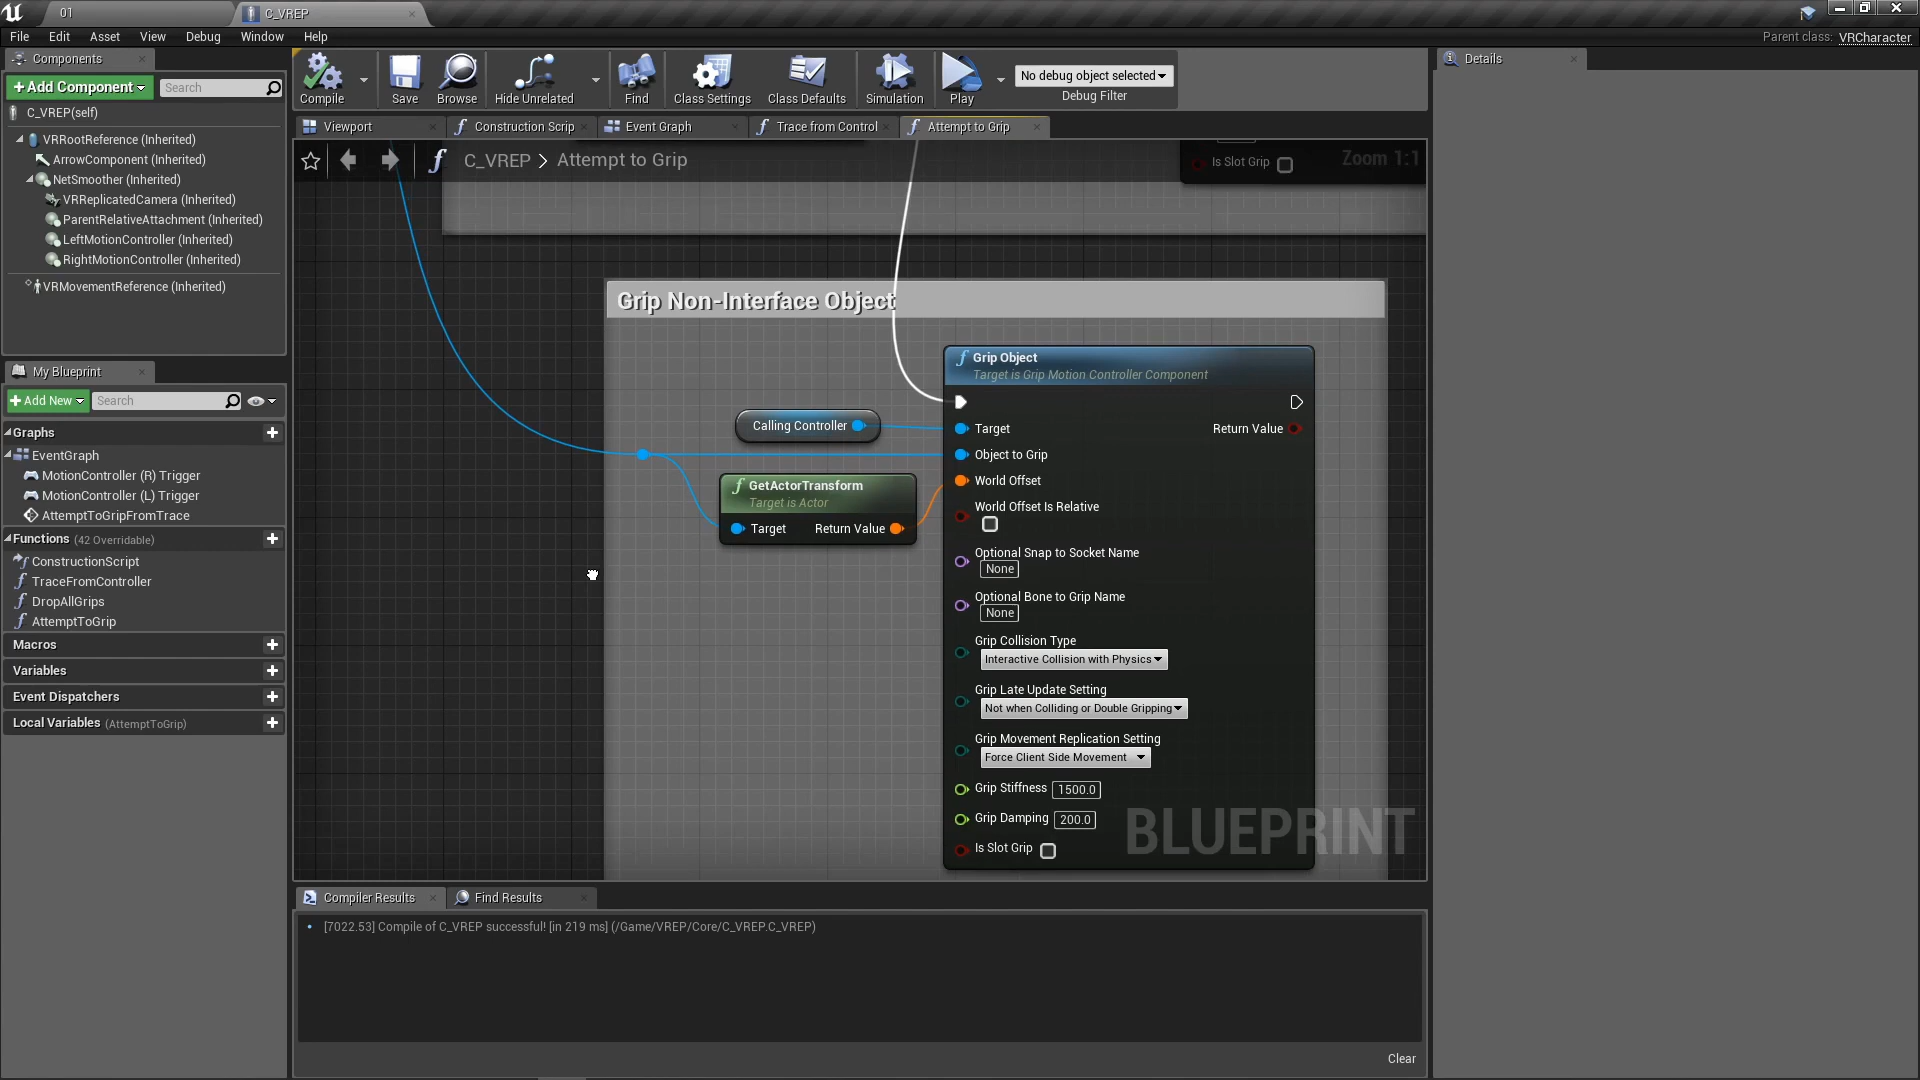 01
C_VREP
File Edit Asset View Debug Window Help
Parent class: VRCharacter
Components
+ Add Component
Search
C_VREP(self)
VRRootReference (Inherited)
ArrowComponent (Inherited)
NetSmoother (Inherited)
VRReplicatedCamera (Inherited)
ParentRelativeAttachment (Inherited)
LeftMotionController (Inherited)
RightMotionController (Inherited)
VRMovementReference (Inherited)
My Blueprint
+ Add New
Search
Graphs
EventGraph
MotionController (R) Trigger
MotionController (L) Trigger
AttemptToGripFromTrace
Functions (42 Overridable)
ConstructionScript
TraceFromController
DropAllGrips
AttemptToGrip
Macros
Variables
Event Dispatchers
Local Variables (AttemptToGrip)
Compile
Save
Browse
Hide Unrelated
Find
Class Settings
Class Defaults
Simulation
Play
No debug object selected
Debug Filter
Viewport
Construction Scrip
Event Graph
Trace from Control
Attempt to Grip
C_VREP > Attempt to Grip
Is Slot Grip
Zoom 1:1
Grip Non-Interface Object
Grip Object
Target is Grip Motion Controller Component
Calling Controller
Target
Return Value
Object to Grip
World Offset
World Offset Is Relative
GetActorTransform
Target is Actor
Target Return Value
Optional Snap to Socket Name
None
Optional Bone to Grip Name
None
Grip Collision Type
Interactive Collision with Physics
Grip Late Update Setting
Not when Colliding or Double Gripping
Grip Movement Replication Setting
Force Client Side Movement
Grip Stiffness 1500.0
Grip Damping 200.0
Is Slot Grip
BLUEPRINT
Compiler Results
Find Results
[7022.53] Compile of C_VREP successful! [in 219 ms] (/Game/VREP/Core/C_VREP.C_VREP)
Clear
Details